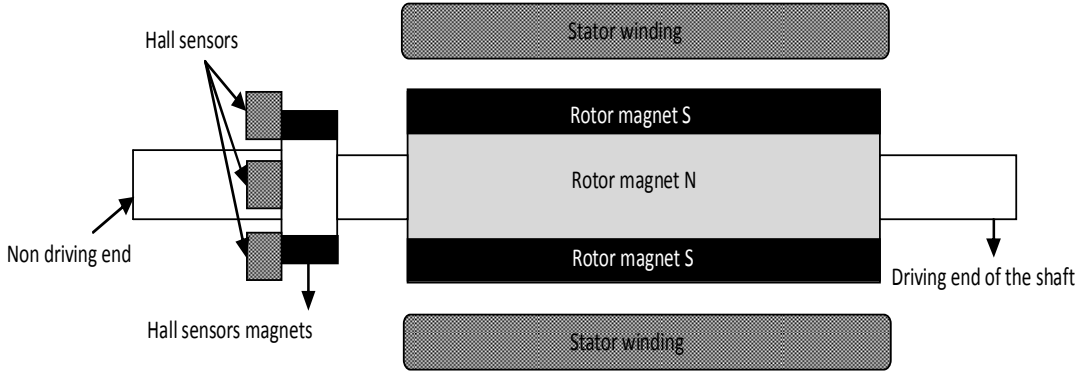 Stator winding
Hall sensors
Rotor magnet S
Rotor magnet N
Non driving end
Rotor magnet S
Driving end of the shaft
Hall sensors magnets
Stator winding